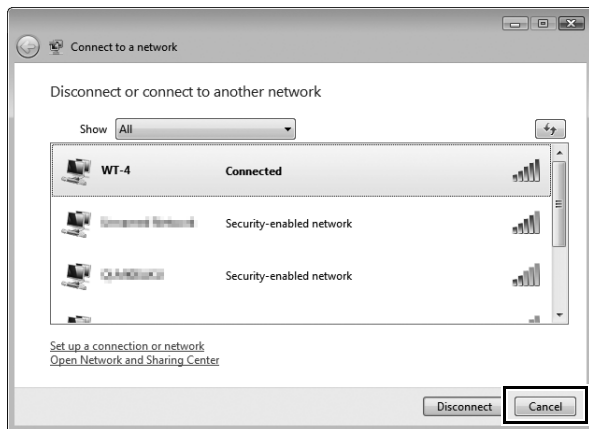 Connect to a network
Disconnect or connect to another network
Show All
WT-4 Connected
Security-enabled network
Security-enabled network
Set up a connection or network
Open Network and Sharing Center
Disconnect Cancel